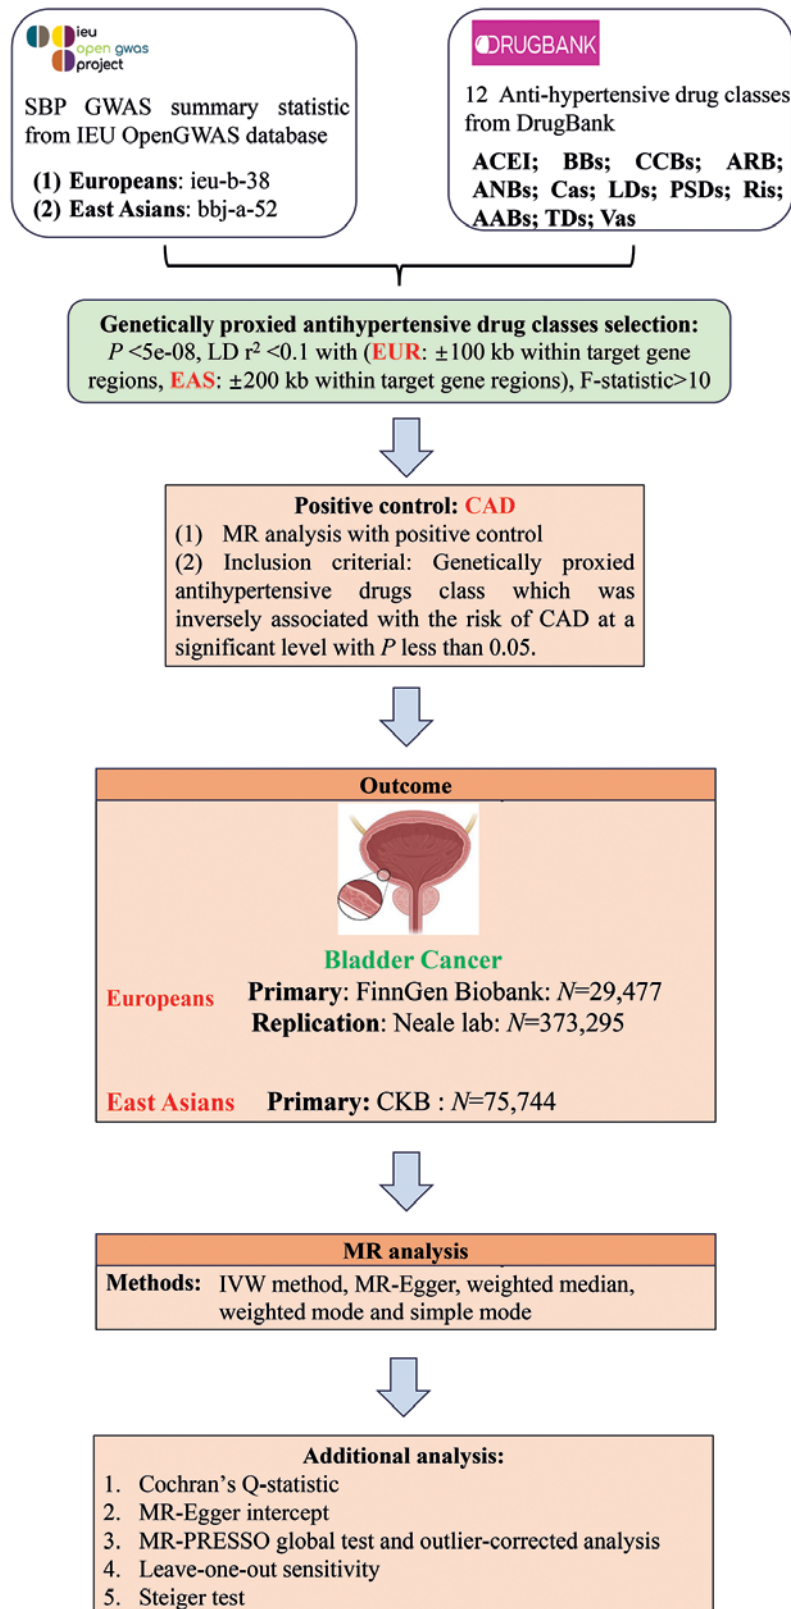 ieu
open gwas
project
SBP GWAS summary statistic
from IEU OpenGWAS database
(1) Europeans: ieu-b-38
(2) East Asians: bbj-a-52
DRUGBANK
12 Anti-hypertensive drug classes
from DrugBank
ACEI; BBs; CCBs; ARB;
ANBs; Cas; LDs; PSDs; Ris;
AABs; TDs; Vas
Genetically proxied antihypertensive drug classes selection:
P <5e-08, LD r² <0.1 with (EUR: ±100 kb within target gene
regions, EAS: ±200 kb within target gene regions), F-statistic>10
Positive control: CAD
(1) MR analysis with positive control
(2) Inclusion criterial: Genetically proxied
antihypertensive drugs class which was
inversely associated with the risk of CAD at a
significant level with P less than 0.05.
Outcome
Bladder Cancer
Europeans Primary: FinnGen Biobank: N=29,477
Replication: Neale lab: N=373,295
East Asians Primary: CKB : N=75,744
MR analysis
Methods: IVW method, MR-Egger, weighted median,
weighted mode and simple mode
Additional analysis:
1. Cochran's Q-statistic
2. MR-Egger intercept
3. MR-PRESSO global test and outlier-corrected analysis
4. Leave-one-out sensitivity
5. Steiger test